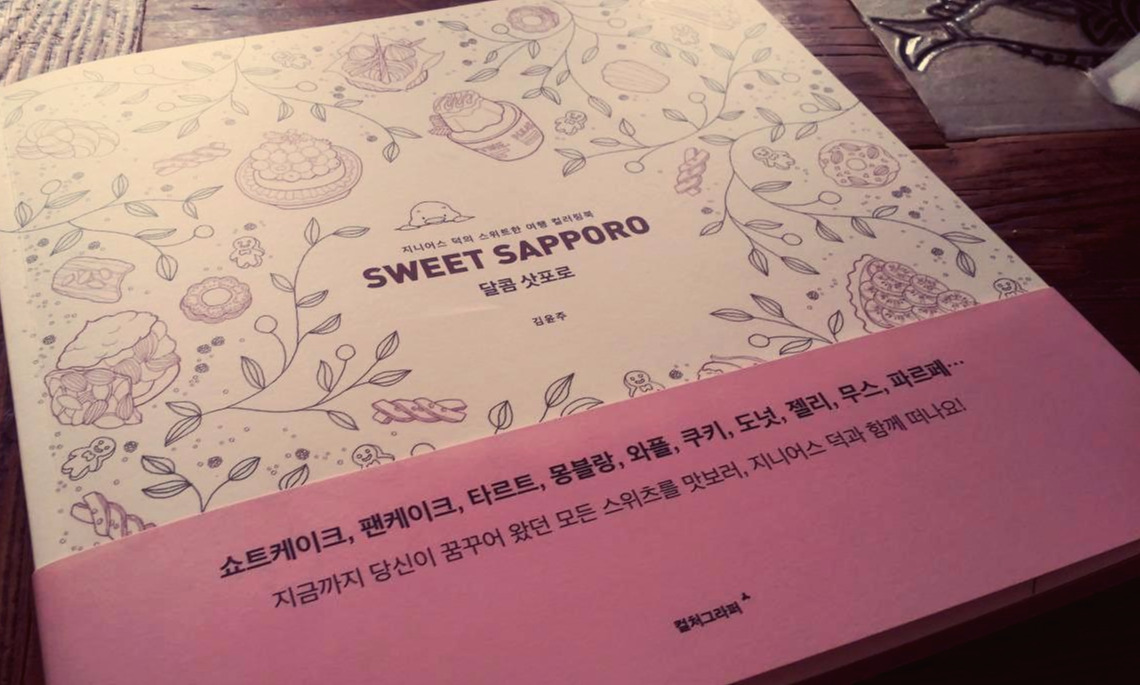 지니어스 덕의 스위트한 여행 컬러링북
SWEET SAPPORO
달콤 삿포로
김윤주
쇼트케이크, 팬케이크, 타르트, 몽블랑, 와플, 쿠키, 도넛, 젤리, 무스, 파르페…
지금까지 당신이 꿈꾸어 왔던 모든 스위츠를 맛보러, 지니어스 덕과 함께 떠나요!
컬처그라퍼